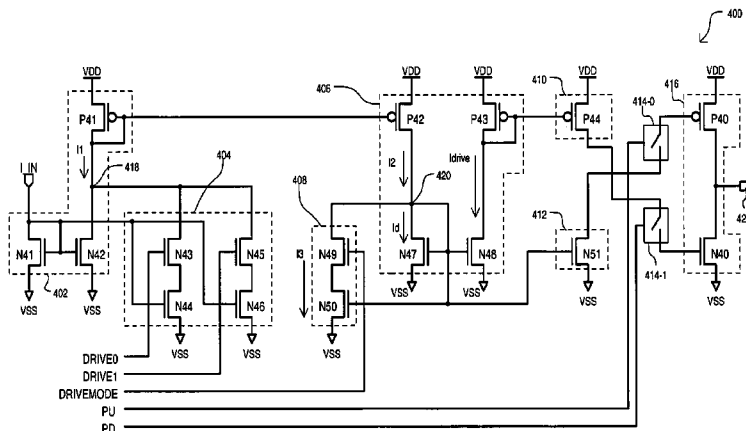 400
VDD
VDD
VDD
VDD
VDD
406
410
416
414-0
P41
P42
P43
P44
P40
I1
I2
Idrive
I_IN
418
404
420
408
Id
412
I3
N41
N42
N43
N45
N49
N47
N48
N51
N40
402
N44
N46
N50
414-1
VSS
VSS
VSS
VSS
VSS
VSS
VSS
VSS
VSS
DRIVE0
DRIVE1
DRIVEMODE
PU
PD